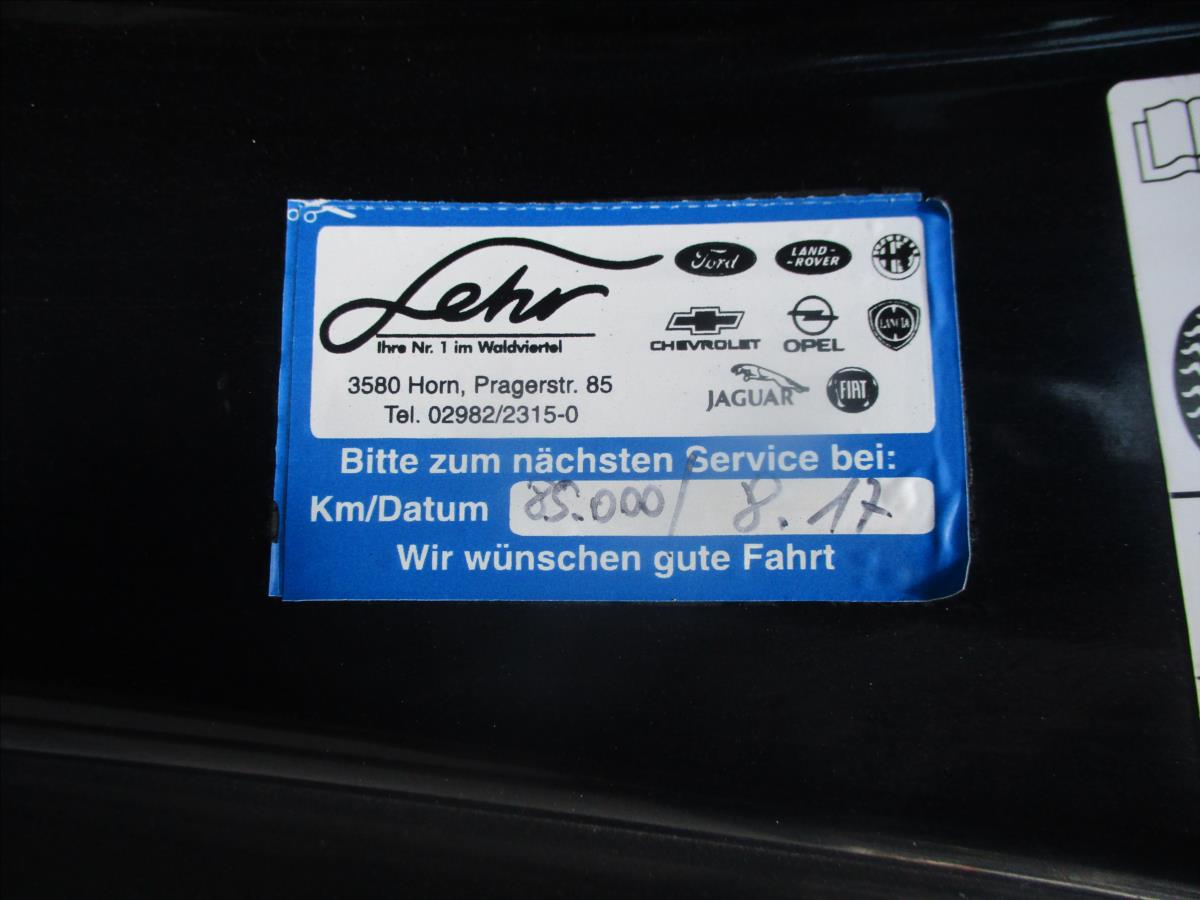 Lehr
Ihre Nr. 1 im Waldviertel
3580 Horn, Pragerstr. 85
Tel. 02982/2315-0
Ford
LAND-
-ROVER
CHEVROLET
OPEL
LANCIA
JAGUAR
FIAT
Bitte zum nächsten Service bei:
Km/Datum 85.000 / 8.17
Wir wünschen gute Fahrt